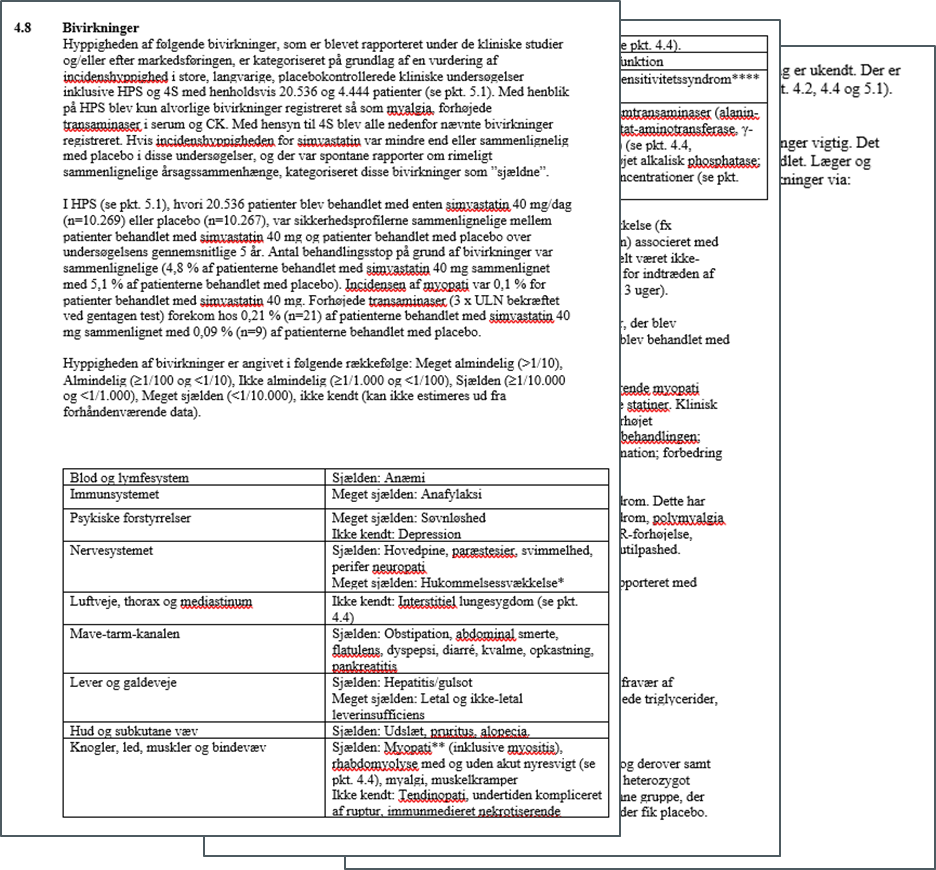 4.8 Bivirkninger
Hyppigheden af følgende bivirkninger, som er blevet rapporteret under de kliniske studier
og/eller efter markedsføringen, er kategoriseret på grundlag af en vurdering af
incidenshyppighed i store, langvarige, placebokontrollerede kliniske undersøgelser
inklusive HPS og 4S med henholdsvis 20.536 og 4.444 patienter (se pkt. 5.1). Med henblik
på HPS blev kun alvorlige bivirkninger registreret så som myalgia, forhøjede
transaminaser i serum og CK. Med hensyn til 4S blev alle nedenfor nævnte bivirkninger
registreret. Hvis incidenshyppigheden for simvastatin var mindre end eller sammenlignelig
med placebo i disse undersøgelser, og der var spontane rapporter om rimeligt
sammenlignelige årsagssammenhæng, kategoriseret disse bivirkninger som ”sjældne”.
I HPS (se pkt. 5.1), hvori 20.536 patienter blev behandlet med enten simvastatin 40 mg/dag
(n=10.269) eller placebo (n=10.267), var sikkerhedsprofilerne sammenlignelige mellem
patienter behandlet med simvastatin 40 mg og patienter behandlet med placebo over
undersøgelsens gennemsnitlige 5 år. Antal behandlingsstop på grund af bivirkninger var
sammenlignelige (4,8 % af patienterne behandlet med simvastatin 40 mg sammenlignet
med 5,1 % af patienterne behandlet med placebo). Incidensen af myopati var 0,1 % for
patienter behandlet med simvastatin 40 mg. Forhøjede transaminaser (3 x ULN bekræftet
ved gentagen test) forekom hos 0,21 % (n=21) af patienterne behandlet med simvastatin 40
mg sammenlignet med 0,09 % (n=9) af patienterne behandlet med placebo.
Hyppigheden af bivirkninger er angivet i følgende rækkefølge: Meget almindelig (>1/10),
Almindelig (≥1/100 og <1/10), Ikke almindelig (≥1/1.000 og <1/100), Sjælden (≥1/10.000
og <1/1.000), Meget sjælden (<1/10.000), ikke kendt (kan ikke estimeres ud fra
forhåndenværende data).
Blod og lymfesystem Sjælden: Anæmi
Immunsystemet Meget sjælden: Anafylaksi
Psykiske forstyrrelser Meget sjælden: Søvnløshed
Ikke kendt: Depression
Nervesystemet Sjælden: Hovedpine, paræstesier, svimmelhed,
perifer neuropati
Meget sjælden: Hukommelsessvækkelse*
Luftveje, thorax og mediastinum Ikke kendt: Interstitiel lungesygdom (se pkt.
4.4)
Mave-tarm-kanalen Sjælden: Obstipation, abdominal smerte,
flatulens, dyspepsi, diarré, kvalme, opkastning,
pankreatitis
Lever og galdeveje Sjælden: Hepatitis/gulsot
Meget sjælden: Letal og ikke-letal
leverinsufficiens
Hud og subkutane væv Sjælden: Udslæt, pruritus, alopecia.
Knogler, led, muskler og bindevæv Sjælden: Myopati** (inklusive myositis),
rhabdomyolyse med og uden akut nyresvigt (se
pkt. 4.4), myalgi, muskelkramper
Ikke kendt: Tendinopati, undertiden kompliceret
af ruptur, immunmedieret nekrotiserende
e pkt. 4.4).
unktion
ensitivitetssyndrom****
mtransaminaser (alanin-
tat-aminotransferase, γ-
(se pkt. 4.4,
jet alkalisk phosphatase;
ncentrationer (se pkt.
kkelse (fx
n) associeret med
elt været ikke-
for indtræden af
3 uger).
, der blev
blev behandlet med
ende myopati
e statiner. Klinisk
rhøjet
behandlingen;
nation; forbedring
rom. Dette har
rom, polymyalgia
R-forhøjelse,
utilpashed.
pporteret med
fravær af
ede triglycerider,
og derover samt
heterozygot
ne gruppe, der
der fik placebo.
g er ukendt. Der er
t. 4.2, 4.4 og 5.1).
nger vigtig. Det
dlet. Læger og
kninger via: